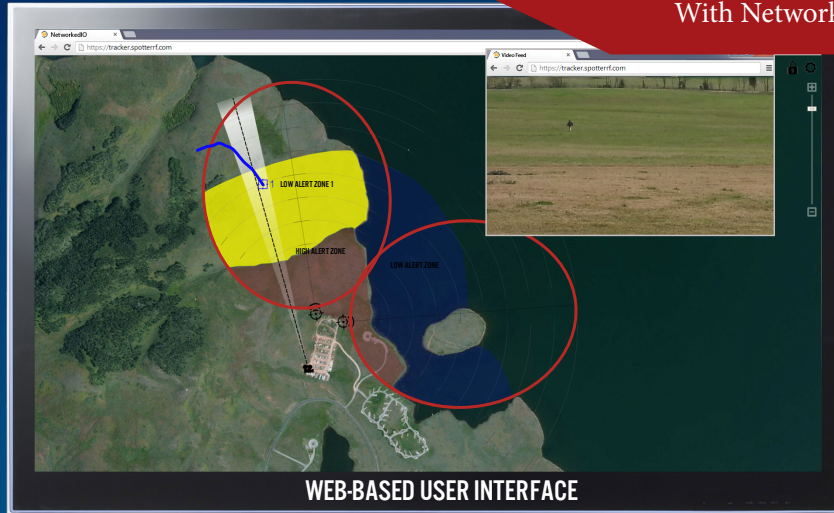 With Network
NetworkedIO
https://tracker.spotterrf.com
Video Feed
https://tracker.spotterrf.com
1
LOW ALERT ZONE 1
HIGH ALERT ZONE
LOW ALERT ZONE
WEB-BASED USER INTERFACE